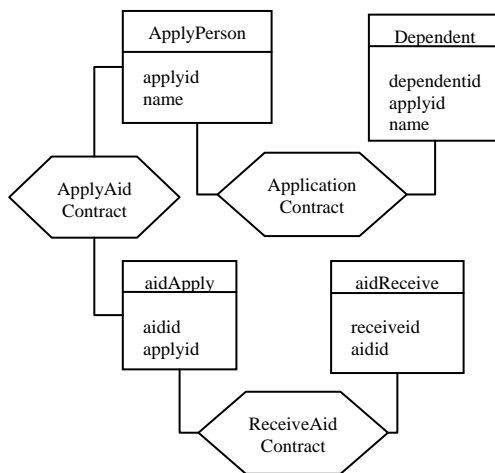 ApplyPerson
applyid
name
Dependent
dependentid
applyid
name
ApplyAid
Contract
Application
Contract
aidApply
aidid
applyid
aidReceive
receiveid
aidid
ReceiveAid
Contract